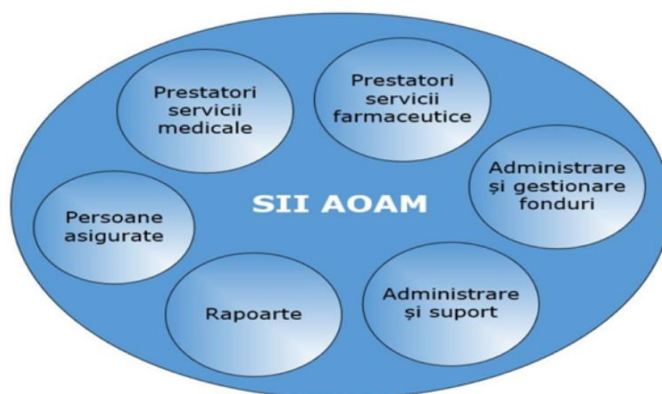 Prestatori
servicii
medicale
Prestatori
servicii
farmaceutice
Administrare
și gestionare
fonduri
SII AOAM
Persoane
asigurate
Rapoarte
Administrare
și suport